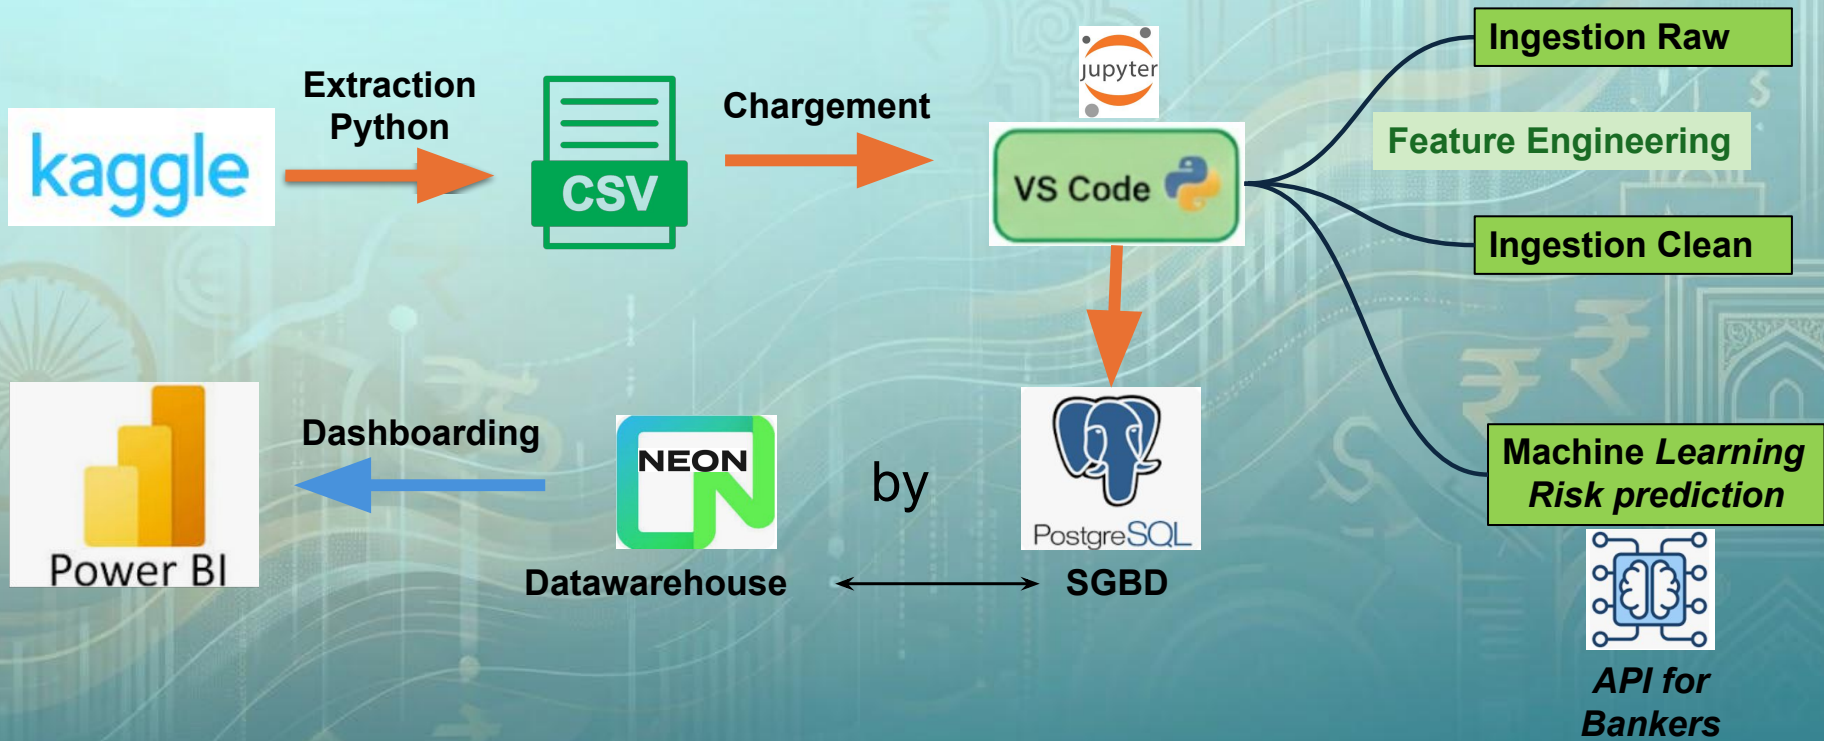 kaggle
Extraction
Python
CSV
Chargement
jupyter
VS Code
Ingestion Raw
Feature Engineering
Ingestion Clean
Machine Learning
Risk prediction
API for
Bankers
Power BI
Dashboarding
NEON
Datawarehouse
by
PostgreSQL
SGBD